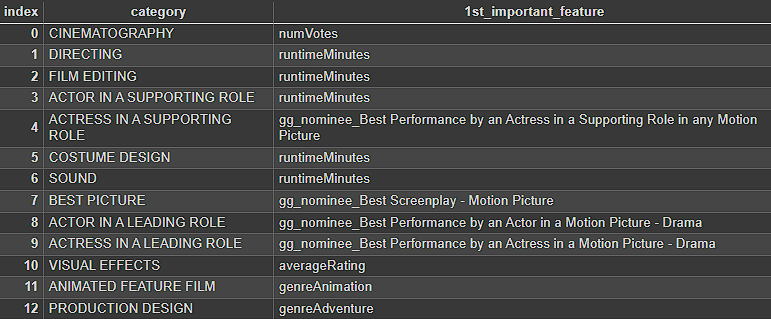 index category 1st_important_feature
0 CINEMATOGRAPHY numVotes
1 DIRECTING runtimeMinutes
2 FILM EDITING runtimeMinutes
3 ACTOR IN A SUPPORTING ROLE runtimeMinutes
4 ACTRESS IN A SUPPORTING ROLE gg_nominee_Best Performance by an Actress in a Supporting Role in any Motion Picture
5 COSTUME DESIGN runtimeMinutes
6 SOUND runtimeMinutes
7 BEST PICTURE gg_nominee_Best Screenplay - Motion Picture
8 ACTOR IN A LEADING ROLE gg_nominee_Best Performance by an Actor in a Motion Picture - Drama
9 ACTRESS IN A LEADING ROLE gg_nominee_Best Performance by an Actress in a Motion Picture - Drama
10 VISUAL EFFECTS averageRating
11 ANIMATED FEATURE FILM genreAnimation
12 PRODUCTION DESIGN genreAdventure